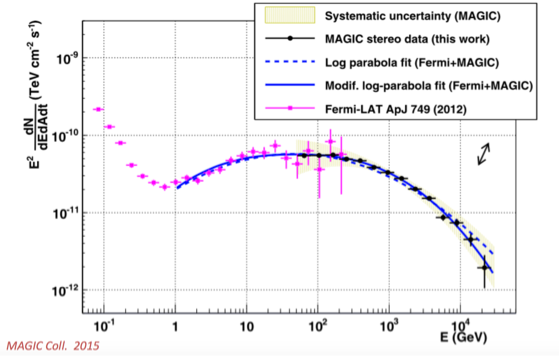 Systematic uncertainty (MAGIC)
MAGIC stereo data (this work)
Log parabola fit (Fermi+MAGIC)
Modif. log-parabola fit (Fermi+MAGIC)
Fermi-LAT ApJ 749 (2012)
E² dN/dEdAdt (TeV cm⁻² s⁻¹)
10⁻⁹
10⁻¹⁰
10⁻¹¹
10⁻¹²
10⁻¹ 1 10 10² 10³ 10⁴
E (GeV)
MAGIC Coll. 2015